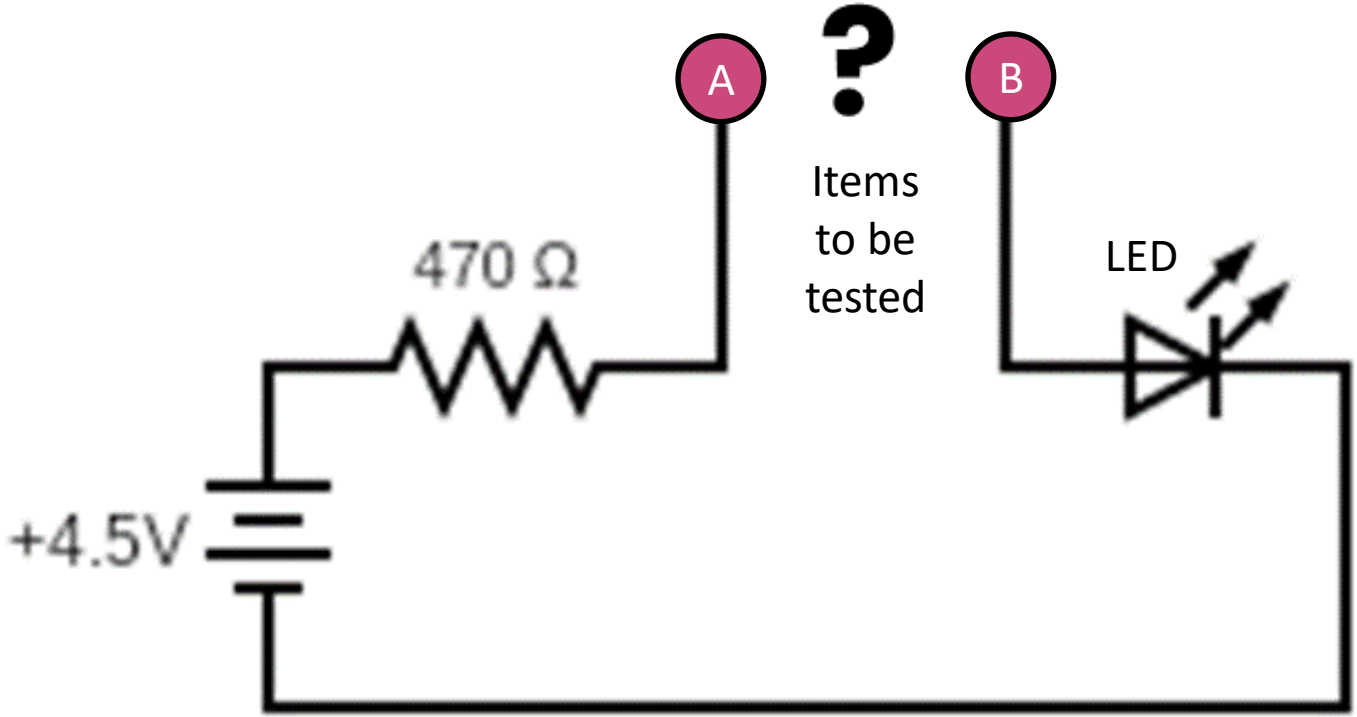 A
?
B
Items
to be
tested
470 Ω
LED
+4.5V